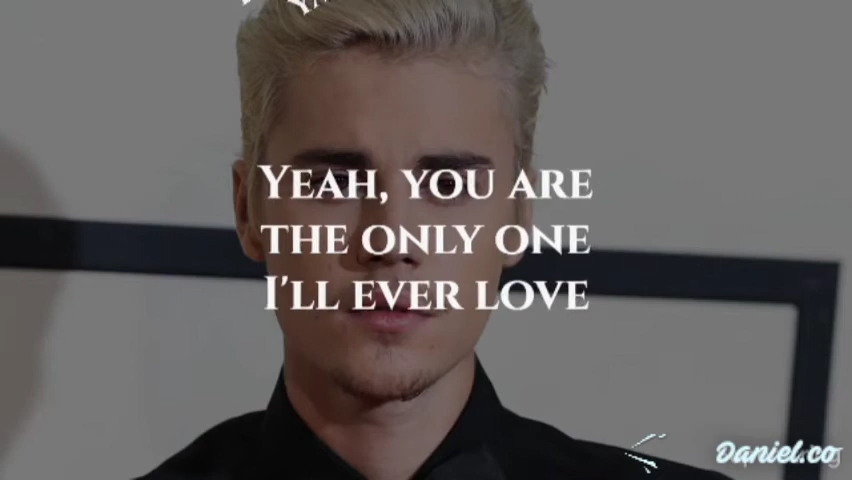 YEAH, YOU ARE
THE ONLY ONE
I'LL EVER LOVE
Daniel.co